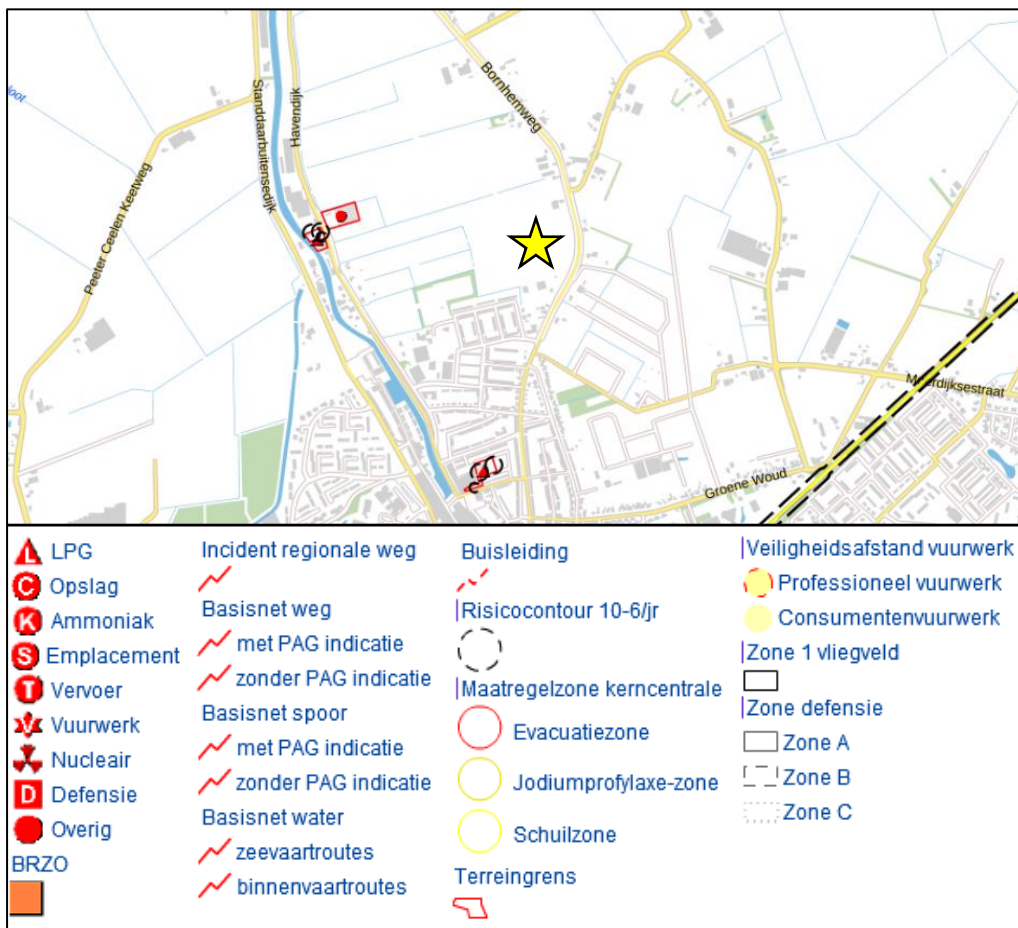 oot
Standdaarbuitensedijk
Havendijk
Bornhemweg
Peeter Ceelen Keetweg
Groene Woud
L LPG
C Opslag
K Ammoniak
S Emplacement
T Vervoer
V Vuurwerk
Nucleair
D Defensie
Overig
BRZO
Incident regionale weg
Basisnet weg
met PAG indicatie
zonder PAG indicatie
Basisnet spoor
met PAG indicatie
zonder PAG indicatie
Basisnet water
zeevaartroutes
binnenvaartroutes
Buisleiding
Risicocontour 10-6/jr
Maatregelzone kerncentrale
Evacuatiezone
Jodiumprofylaxe-zone
Schuilzone
Terreingrens
Veiligheidsafstand vuurwerk
Professioneel vuurwerk
Consumentenvuurwerk
Zone 1 vliegveld
Zone defensie
Zone A
Zone B
Zone C